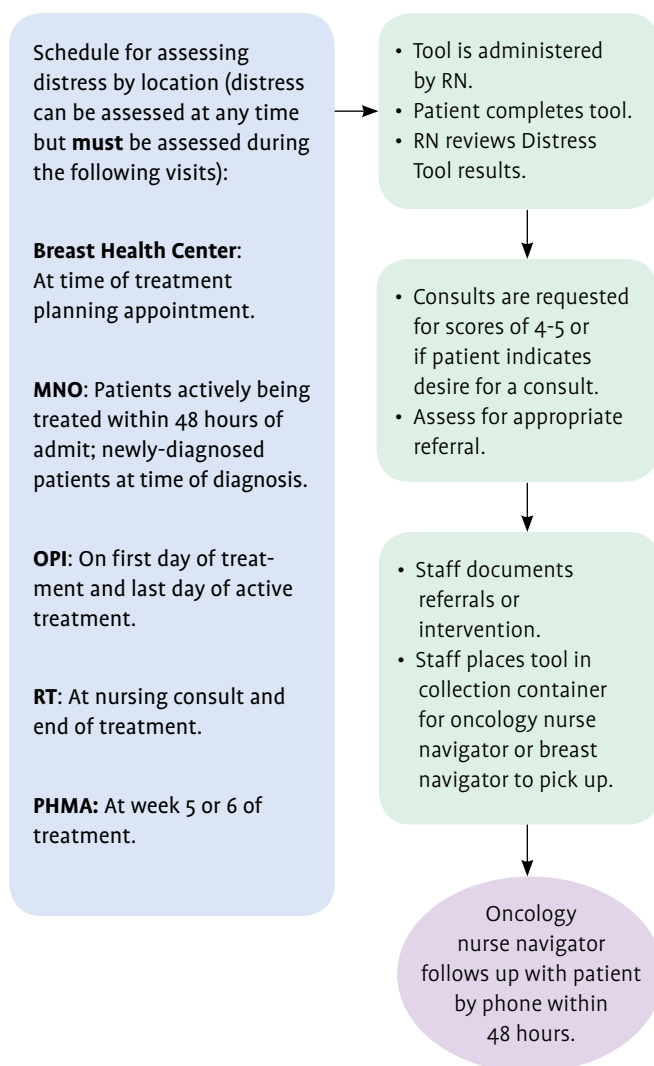 Schedule for assessing
distress by location (distress
can be assessed at any time
but must be assessed during
the following visits):
Breast Health Center:
At time of treatment
planning appointment.
MNO: Patients actively being
treated within 48 hours of
admit; newly-diagnosed
patients at time of diagnosis.
OPI: On first day of treat-
ment and last day of active
treatment.
RT: At nursing consult and
end of treatment.
PHMA: At week 5 or 6 of
treatment.
• Tool is administered
by RN.
• Patient completes tool.
• RN reviews Distress
Tool results.
• Consults are requested
for scores of 4-5 or
if patient indicates
desire for a consult.
• Assess for appropriate
referral.
• Staff documents
referrals or
intervention.
• Staff places tool in
collection container
for oncology nurse
navigator or breast
navigator to pick up.
Oncology
nurse navigator
follows up with patient
by phone within
48 hours.